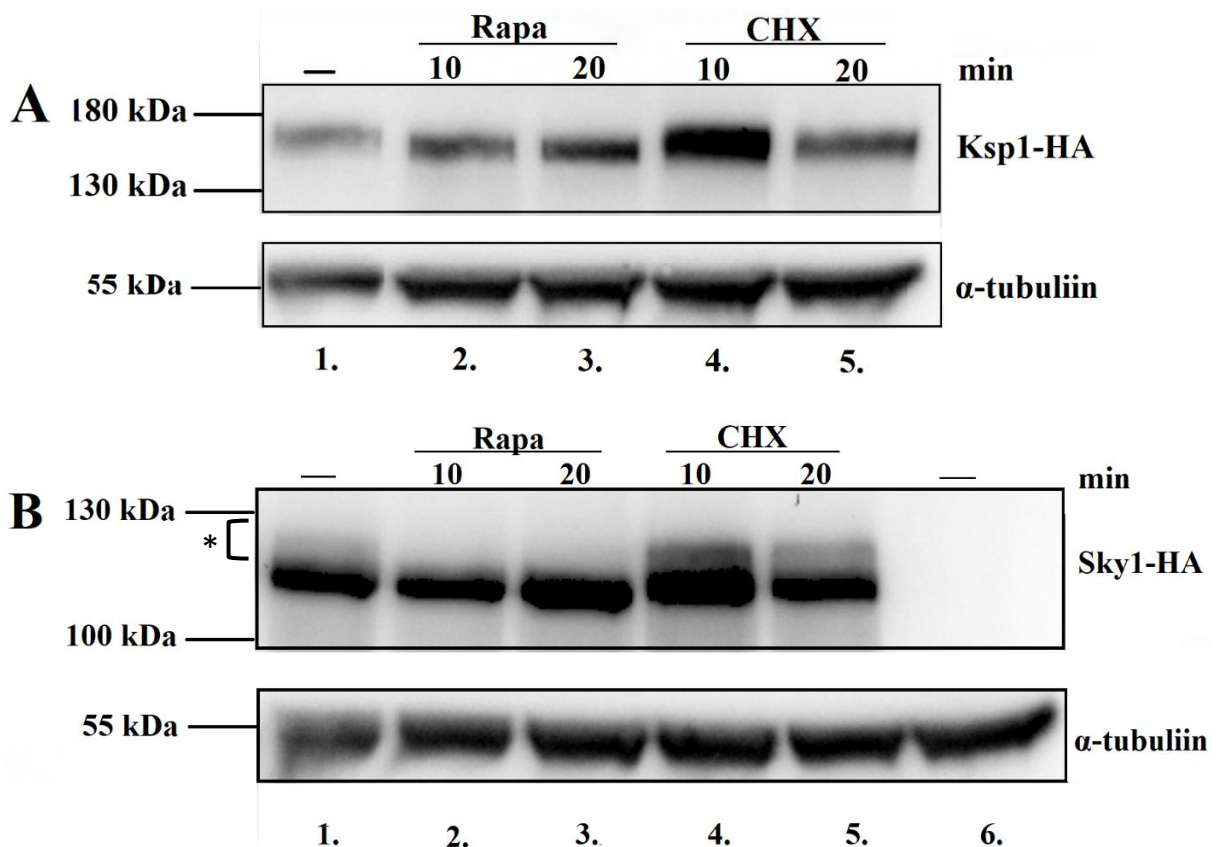 Rapa CHX
— 10 20 10 20 min
A 180 kDa
Ksp1-HA
130 kDa
55 kDa α-tubuliin
1. 2. 3. 4. 5.
Rapa CHX
— 10 20 10 20 — min
B 130 kDa
*
Sky1-HA
100 kDa
55 kDa
α-tubuliin
1. 2. 3. 4. 5. 6.